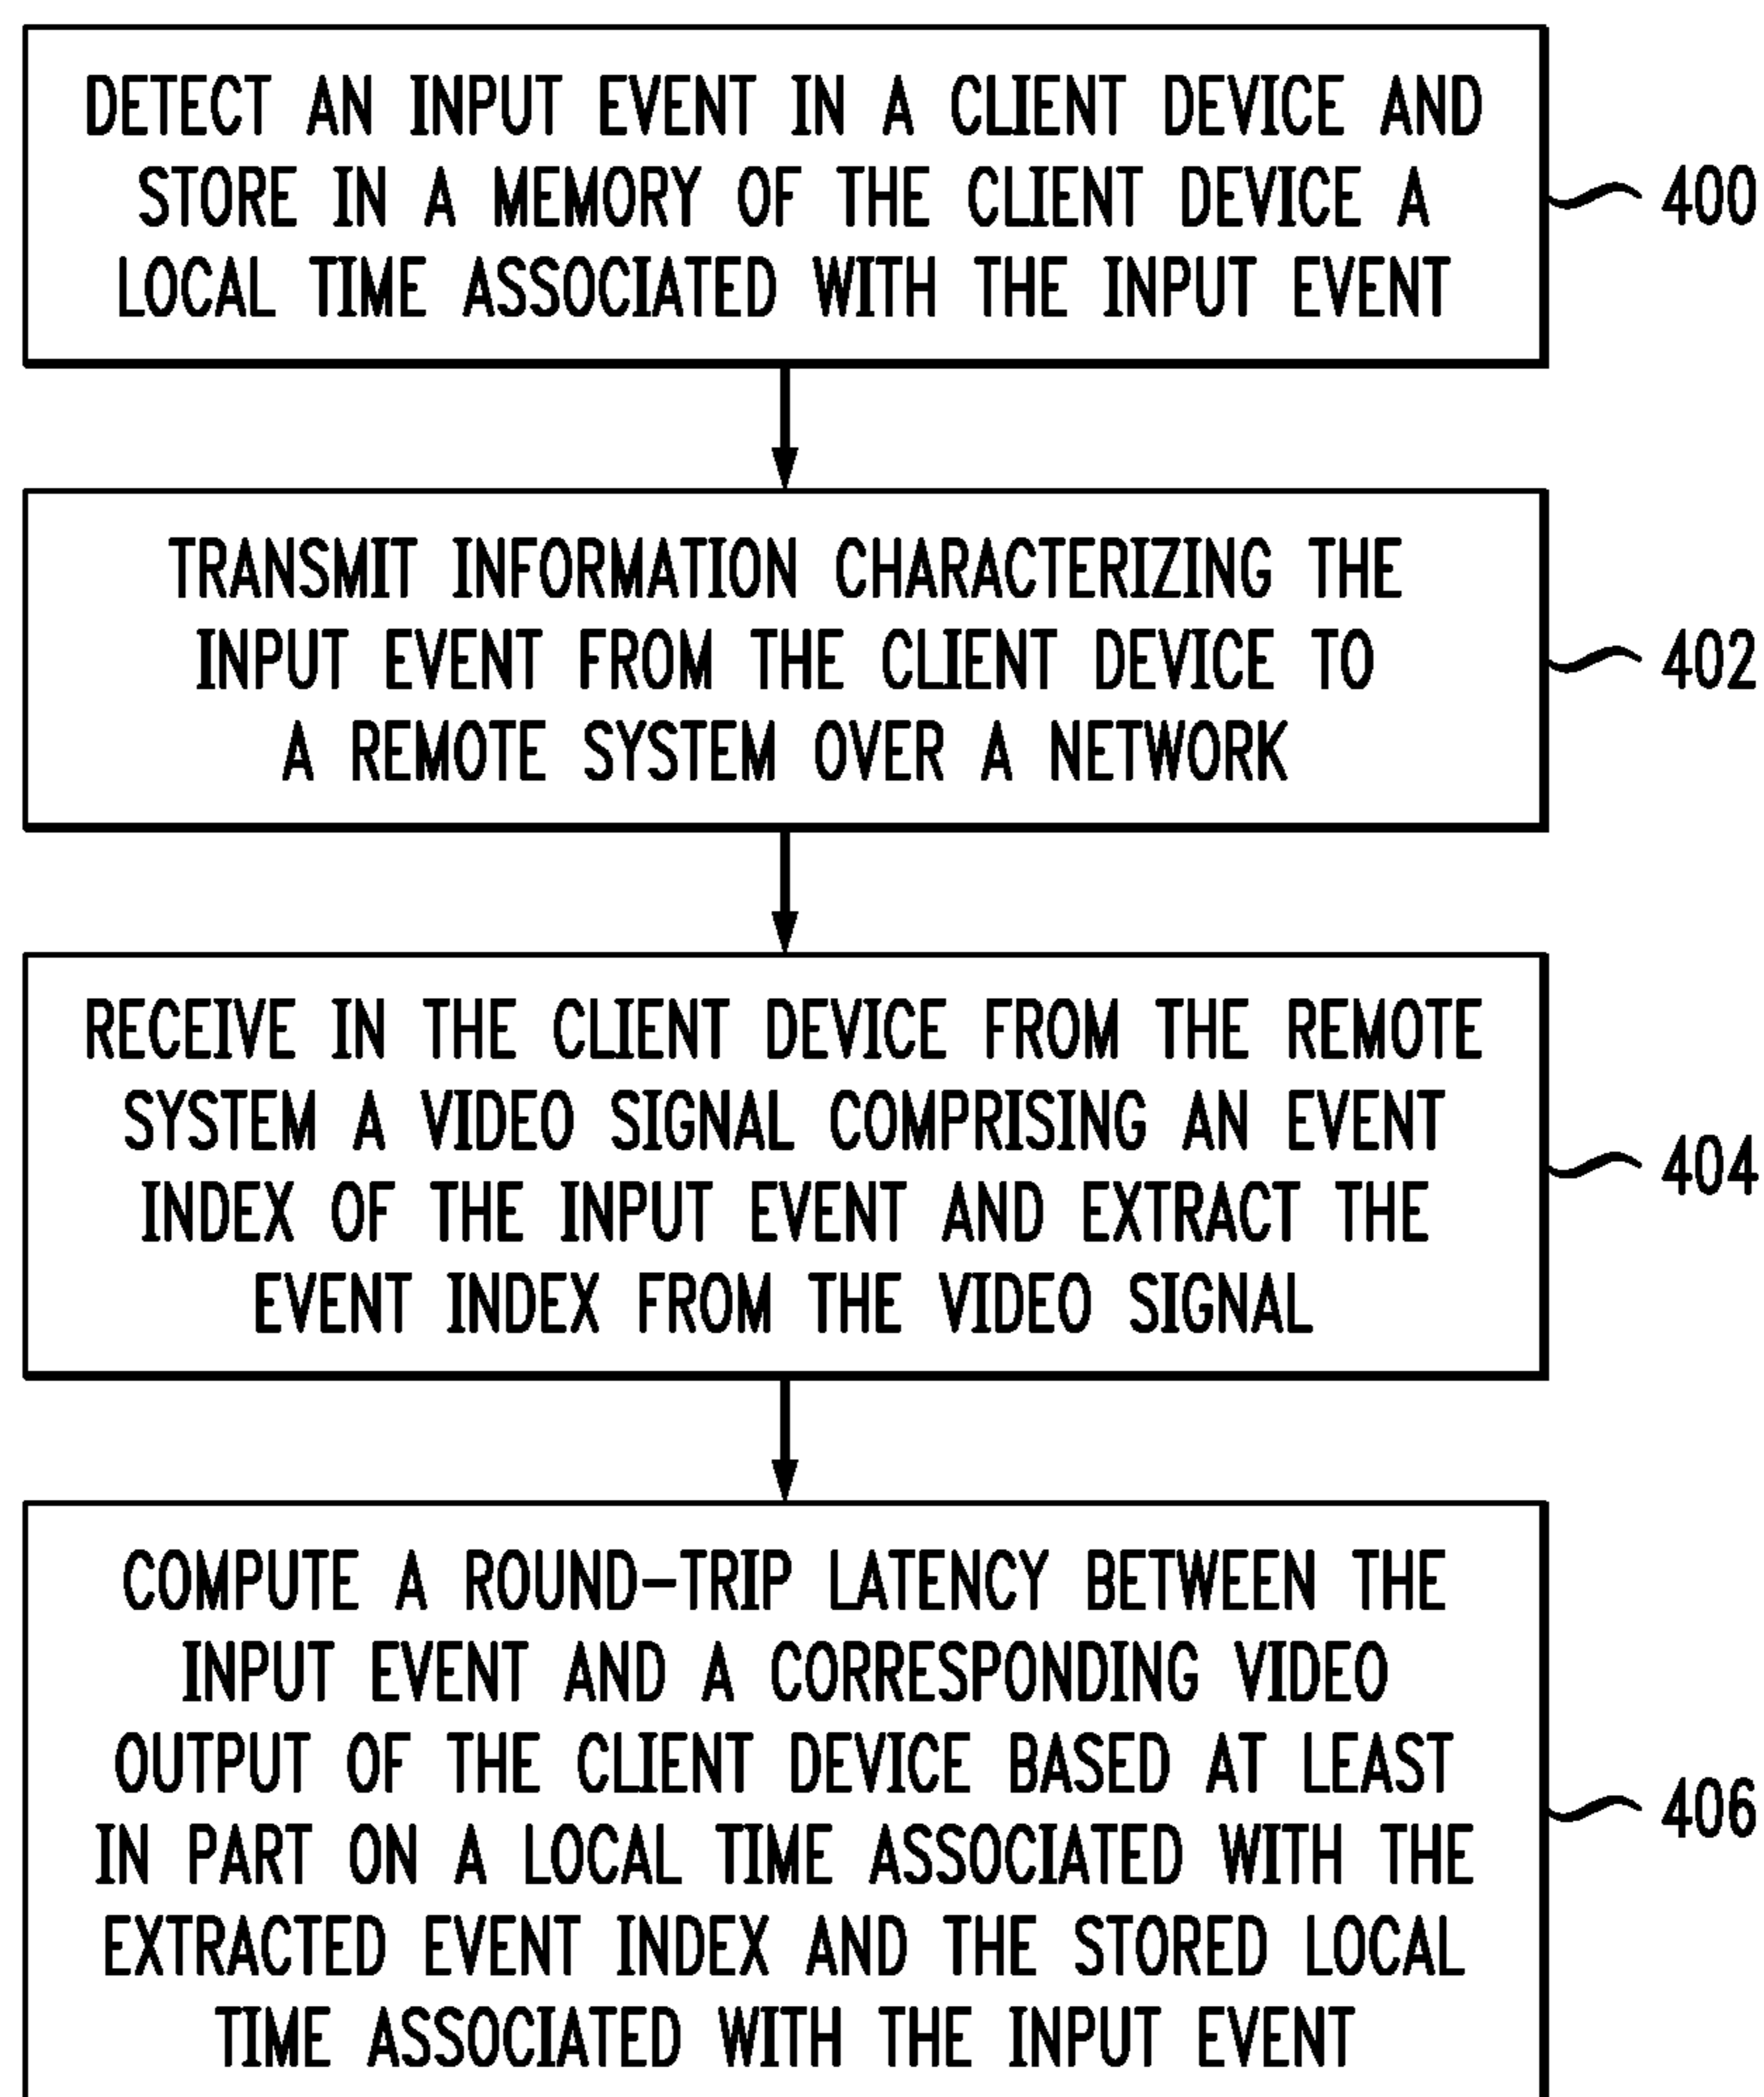 DETECT AN INPUT EVENT IN A CLIENT DEVICE AND
STORE IN A MEMORY OF THE CLIENT DEVICE A
LOCAL TIME ASSOCIATED WITH THE INPUT EVENT
400
TRANSMIT INFORMATION CHARACTERIZING THE
INPUT EVENT FROM THE CLIENT DEVICE TO
A REMOTE SYSTEM OVER A NETWORK
402
RECEIVE IN THE CLIENT DEVICE FROM THE REMOTE
SYSTEM A VIDEO SIGNAL COMPRISING AN EVENT
INDEX OF THE INPUT EVENT AND EXTRACT THE
EVENT INDEX FROM THE VIDEO SIGNAL
404
COMPUTE A ROUND-TRIP LATENCY BETWEEN THE
INPUT EVENT AND A CORRESPONDING VIDEO
OUTPUT OF THE CLIENT DEVICE BASED AT LEAST
IN PART ON A LOCAL TIME ASSOCIATED WITH THE
EXTRACTED EVENT INDEX AND THE STORED LOCAL
TIME ASSOCIATED WITH THE INPUT EVENT
406